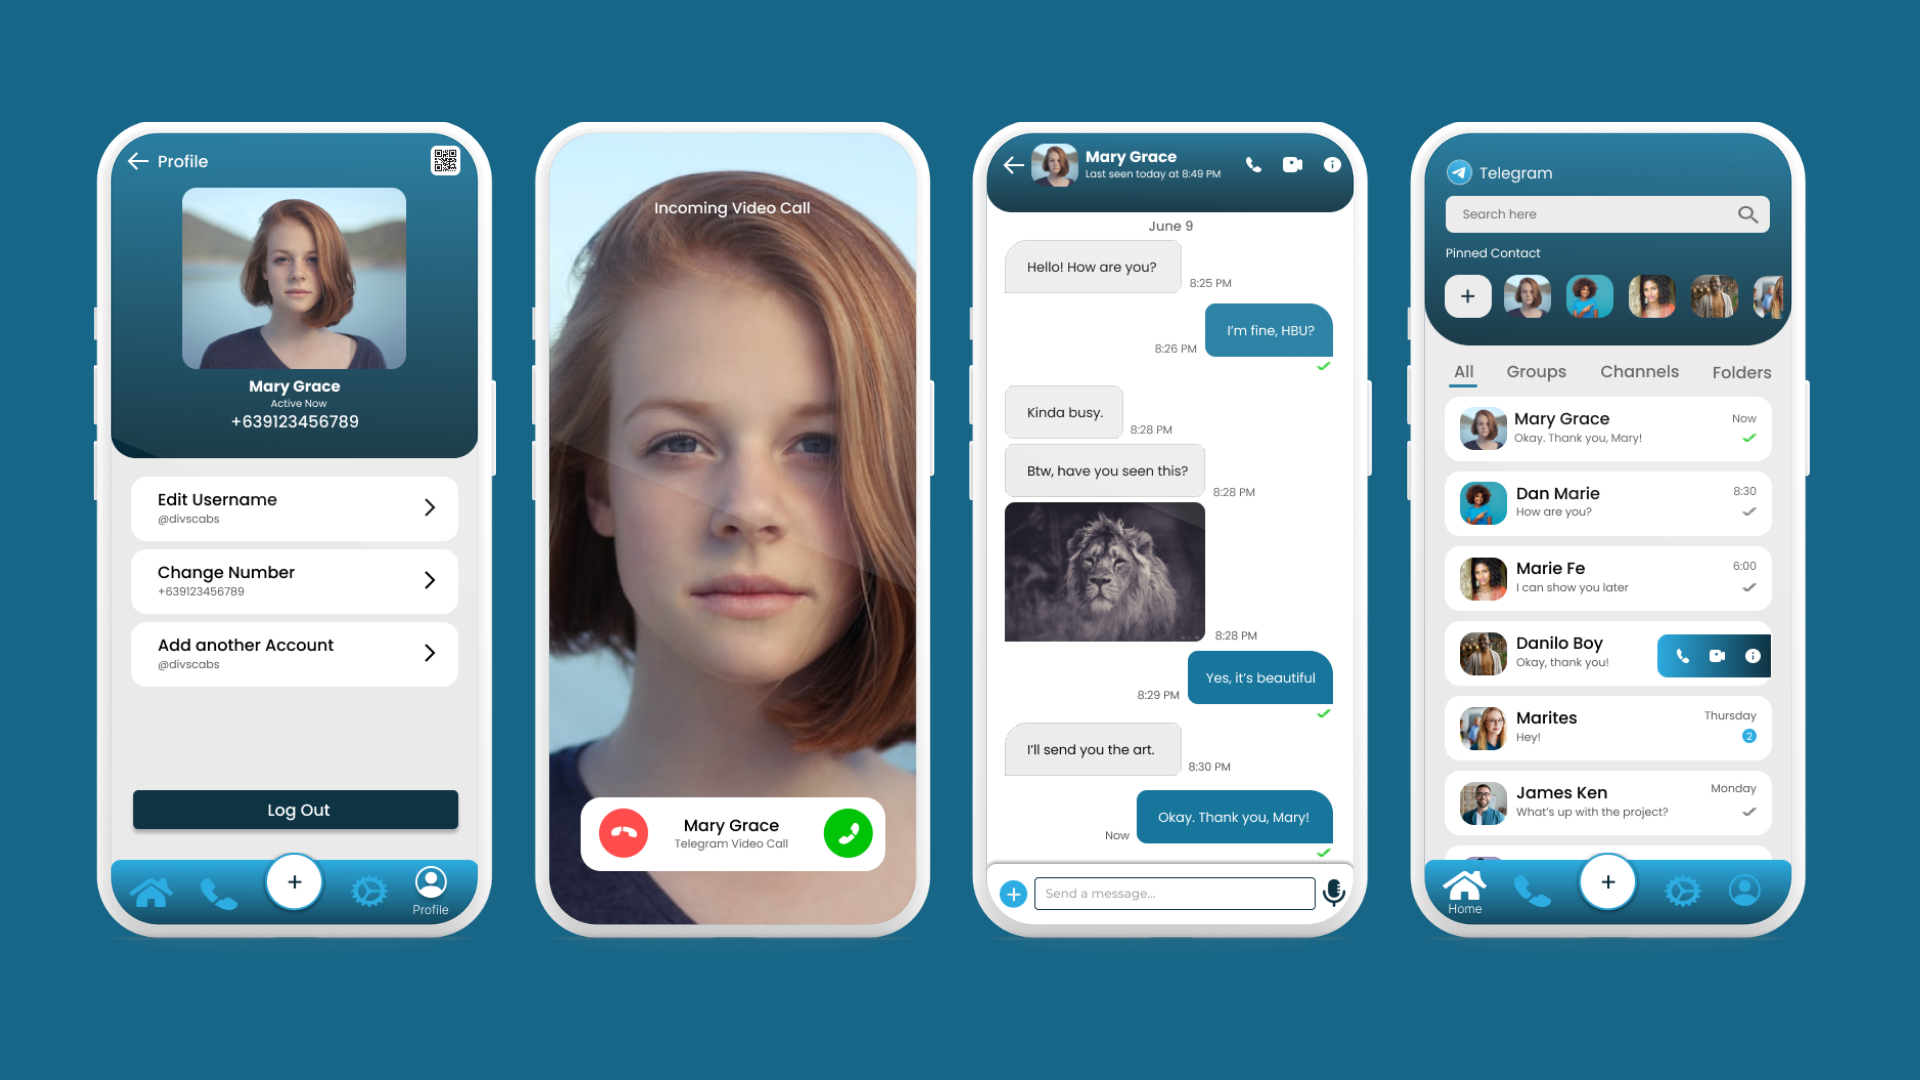 Profile
Mary Grace
Active Now
+639123456789
Edit Username
@divscabs
Change Number
+639123456789
Add another Account
@divscabs
Log Out
+
Profile
Incoming Video Call
Mary Grace
Telegram Video Call
Mary Grace
Last seen today at 8:49 PM
June 9
Hello! How are you?
8:25 PM
I'm fine, HBU?
8:26 PM
Kinda busy.
8:28 PM
Btw, have you seen this?
8:28 PM
8:28 PM
Yes, it's beautiful
8:29 PM
I'll send you the art.
8:30 PM
Okay. Thank you, Mary!
Now
Send a message...
Telegram
Search here
Pinned Contact
+
All Groups Channels Folders
Mary Grace Now
Okay. Thank you, Mary!
Dan Marie 8:30
How are you?
Marie Fe 6:00
I can show you later
Danilo Boy
Okay, thank you!
Marites Thursday
Hey! 2
James Ken Monday
What's up with the project?
+
Home